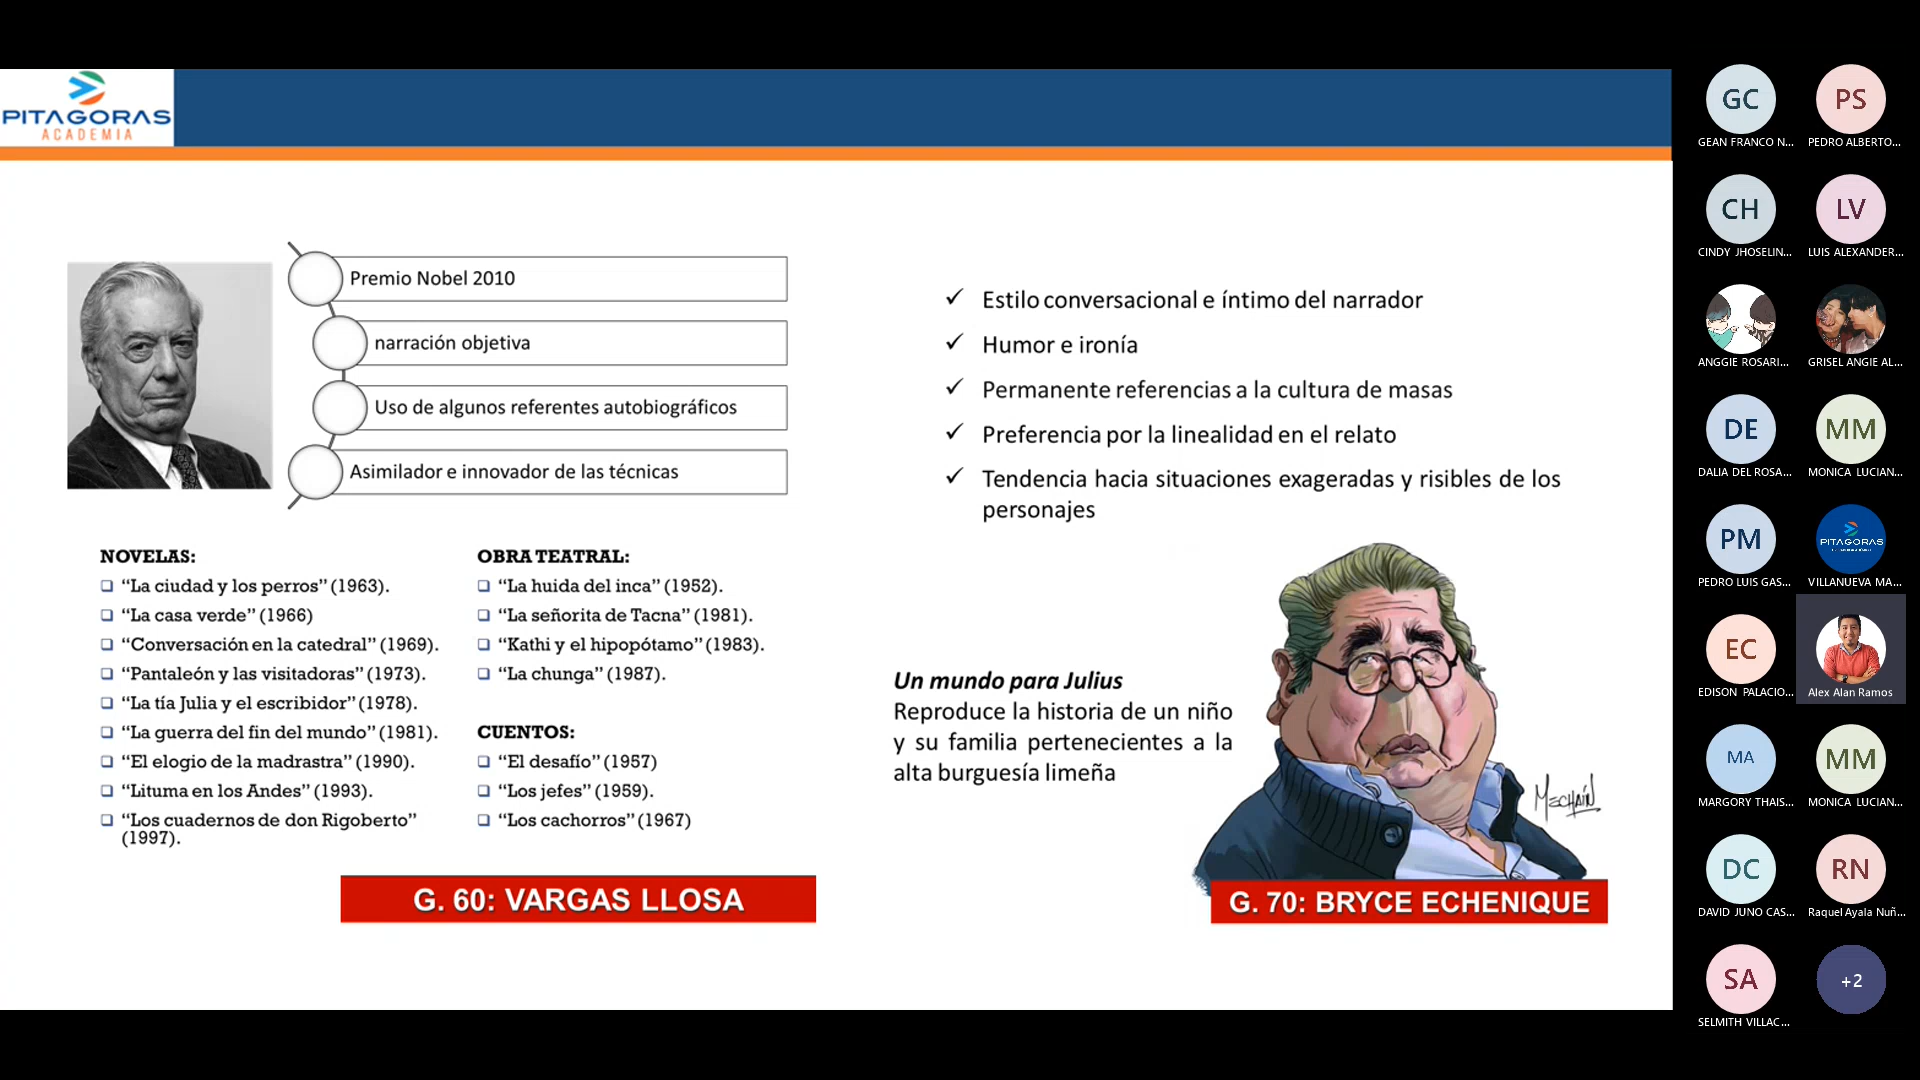 PITAGORAS
ACADEMIA
Premio Nobel 2010
narración objetiva
Uso de algunos referentes autobiográficos
Asimilador e innovador de las técnicas
NOVELAS:
“La ciudad y los perros” (1963).
“La casa verde” (1966)
“Conversación en la catedral” (1969).
“Pantaleón y las visitadoras” (1973).
“La tía Julia y el escribidor” (1978).
“La guerra del fin del mundo” (1981).
“El elogio de la madrastra” (1990).
“Lituma en los Andes” (1993).
“Los cuadernos de don Rigoberto”
(1997).
OBRA TEATRAL:
“La huida del inca” (1952).
“La señorita de Tacna” (1981).
“Kathi y el hipopótamo” (1983).
“La chunga” (1987).
CUENTOS:
“El desafío” (1957)
“Los jefes” (1959).
“Los cachorros” (1967)
G. 60: VARGAS LLOSA
Estilo conversacional e íntimo del narrador
Humor e ironía
Permanente referencias a la cultura de masas
Preferencia por la linealidad en el relato
Tendencia hacia situaciones exageradas y risibles de los
personajes
Un mundo para Julius
Reproduce la historia de un niño
y su familia pertenecientes a la
alta burguesía limeña
MECHAÍN
G. 70: BRYCE ECHENIQUE
GC
GEAN FRANCO N...
PS
PEDRO ALBERTO...
CH
CINDY JHOSELIN...
LV
LUIS ALEXANDER...
ANGGIE ROSARI...
GRISEL ANGIE AL...
DE
DALIA DEL ROSA...
MM
MONICA LUCIAN...
PM
PEDRO LUIS GAS...
PITAGORAS
VILLANUEVA MA...
EC
EDISON PALACIO...
Alex Alan Ramos
MA
MARGORY THAIS...
MM
MONICA LUCIAN...
DC
DAVID JUNO CAS...
RN
Raquel Ayala Nuñ...
SA
SELMITH VILLAC...
+2